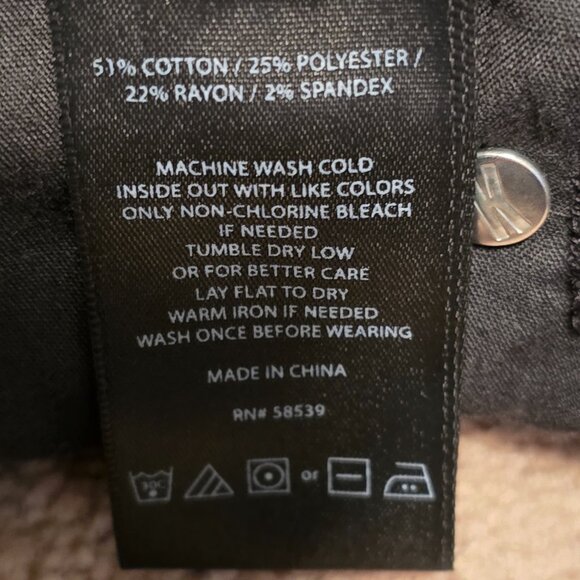 51% COTTON / 25% POLYESTER /
22% RAYON / 2% SPANDEX
MACHINE WASH COLD
INSIDE OUT WITH LIKE COLORS
ONLY NON-CHLORINE BLEACH
IF NEEDED
TUMBLE DRY LOW
OR FOR BETTER CARE
LAY FLAT TO DRY
WARM IRON IF NEEDED
WASH ONCE BEFORE WEARING
MADE IN CHINA
RN# 58539
30C or